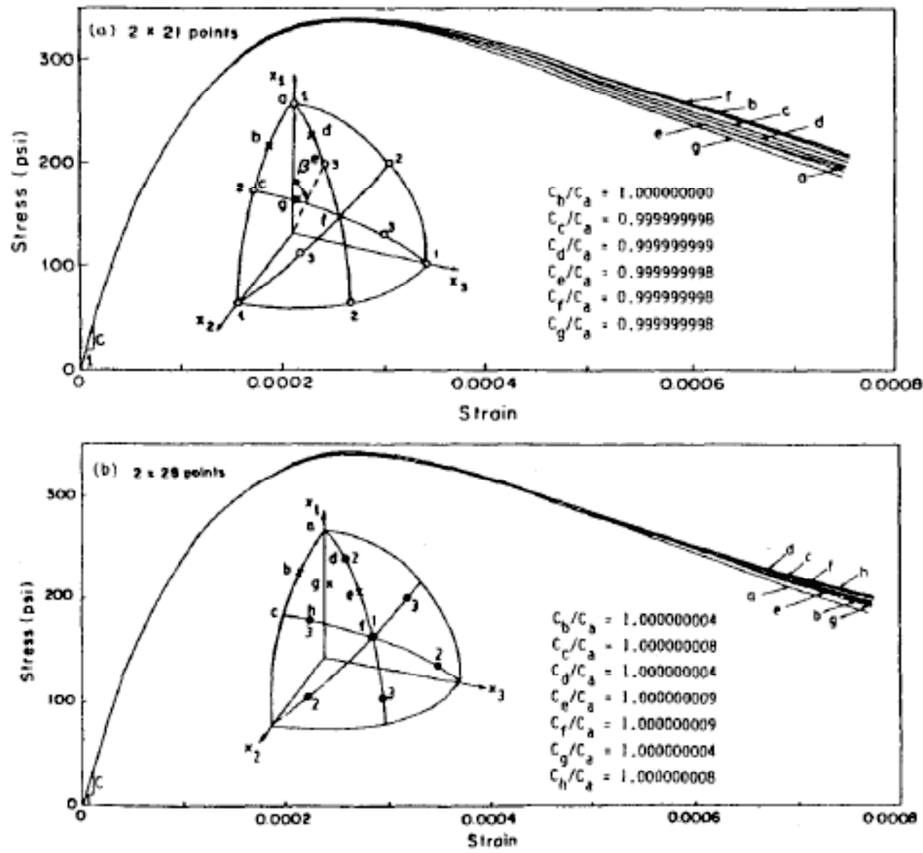 (a) 2 × 21 points
300
200
100
0
Stress (psi)
x1
a 1
b
d
e 3
2
β
2 c
g
f
3
3
1
x3
x2
1
2
f
b
c
d
e
g
a
Ch/Ca = 1.000000000
Cc/Ca = 0.999999998
Cd/Ca = 0.999999999
Ce/Ca = 0.999999998
Cf/Ca = 0.999999998
Cg/Ca = 0.999999998
C
1
0 0.0002 0.0004 0.0006 0.0008
Strain
(b) 2 × 28 points
300
200
100
0
Stress (psi)
x1
a
d 2
b
g
e
3
c
h
3
f 1
2
x3
2
3
x2
d
c
f
h
a
e
b
g
Cb/Ca = 1.000000004
Cc/Ca = 1.000000008
Cd/Ca = 1.000000004
Ce/Ca = 1.000000009
Cf/Ca = 1.000000009
Cg/Ca = 1.000000004
Ch/Ca = 1.000000008
C
0 0.0002 0.0004 0.0006 0.0008
Strain